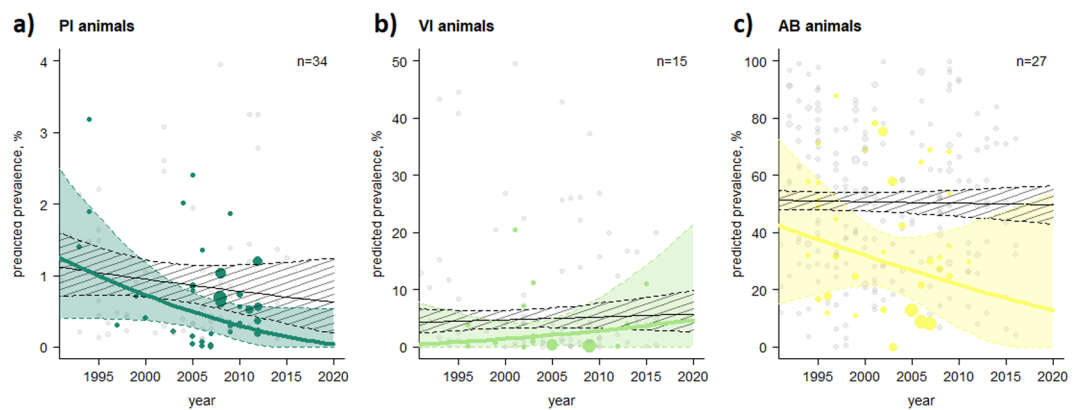 a) PI animals
n=34
predicted prevalence, %
4
3
2
1
0
1995 2000 2005 2010 2015 2020
year
b) VI animals
n=15
predicted prevalence, %
50
40
30
20
10
0
1995 2000 2005 2010 2015 2020
year
c) AB animals
n=27
predicted prevalence, %
100
80
60
40
20
0
1995 2000 2005 2010 2015 2020
year